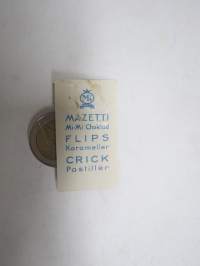 MAZETTI
Mi-Mi Choklad
FLIPS
Karameller
CRICK
Pastiller